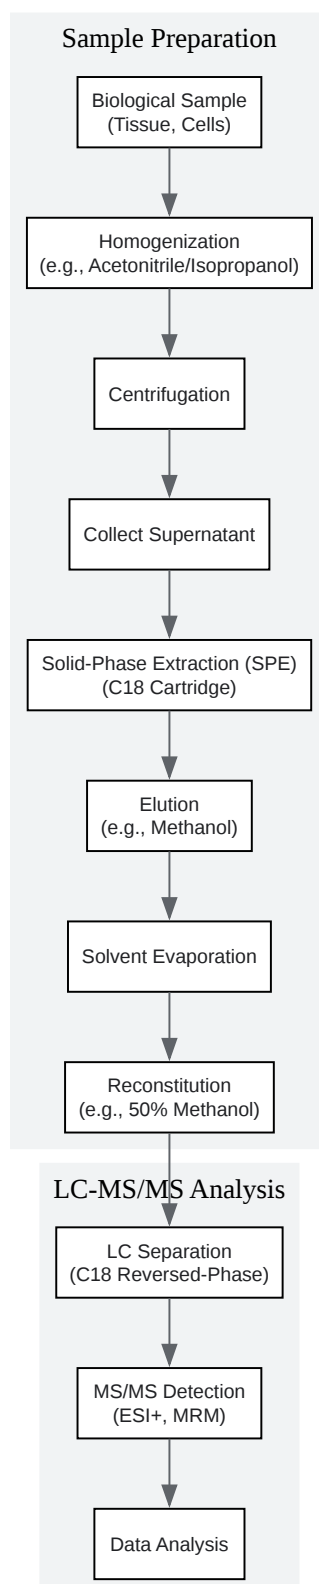 Sample Preparation
Biological Sample
(Tissue, Cells)
Homogenization
(e.g., Acetonitrile/Isopropanol)
Centrifugation
Collect Supernatant
Solid-Phase Extraction (SPE)
(C18 Cartridge)
Elution
(e.g., Methanol)
Solvent Evaporation
Reconstitution
(e.g., 50% Methanol)
LC-MS/MS Analysis
LC Separation
(C18 Reversed-Phase)
MS/MS Detection
(ESI+, MRM)
Data Analysis